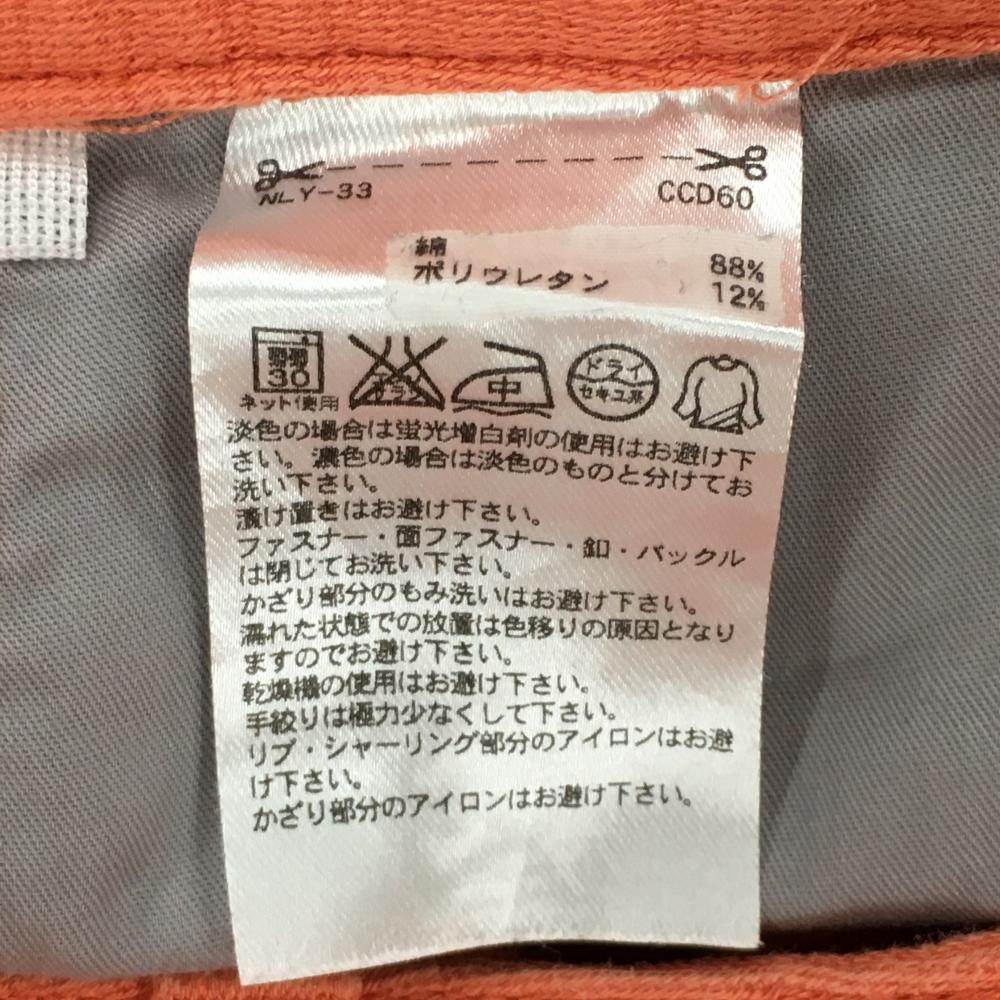 NLY-33 CCD60
綿 88%
ポリウレタン 12%
弱 30
ネット使用
エンソ
中
ドライ
セキユ系
淡色の場合は蛍光増白剤の使用はお避け下
さい。濃色の場合は淡色のものと分けてお
洗い下さい。
漬け置きはお避け下さい。
ファスナー・面ファスナー・釦・バックル
は閉じてお洗い下さい。
かざり部分のもみ洗いはお避け下さい。
濡れた状態での放置は色移りの原因となり
ますのでお避け下さい。
乾燥機の使用はお避け下さい。
手絞りは極力少なくして下さい。
リブ・シャーリング部分のアイロンはお避
け下さい。
かざり部分のアイロンはお避け下さい。